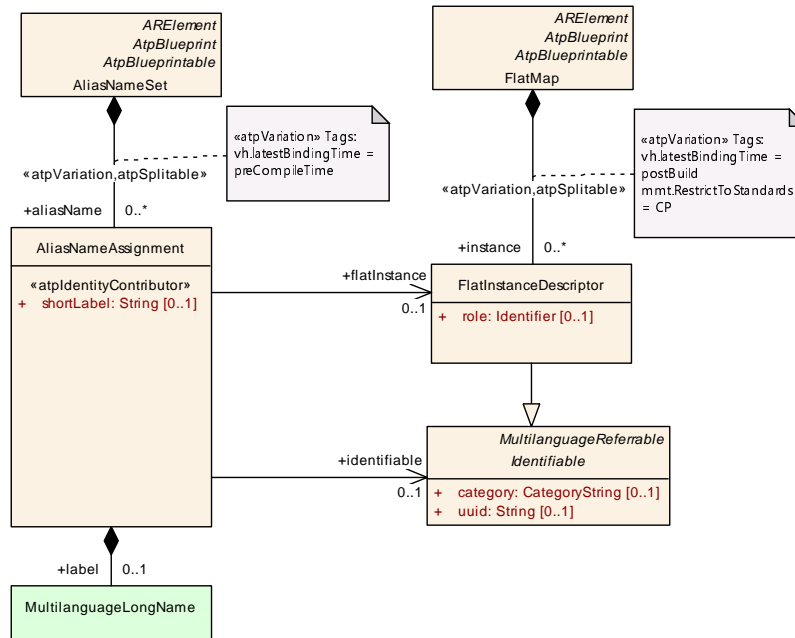 ARElement
AtpBlueprint
AtpBlueprintable
AliasNameSet
ARElement
AtpBlueprint
AtpBlueprintable
FlatMap
«atpVariation» Tags:
vh.latestBindingTime =
preCompileTime
«atpVariation» Tags:
vh.latestBindingTime =
postBuild
mmt.RestrictToStandards
= CP
«atpVariation,atpSplitable»
«atpVariation,atpSplitable»
+aliasName 0..*
+instance 0..*
AliasNameAssignment
«atpIdentityContributor»
+ shortLabel: String [0..1]
+flatInstance
0..1
FlatInstanceDescriptor
+ role: Identifier [0..1]
+identifiable
0..1
MultilanguageReferrable
Identifiable
+ category: CategoryString [0..1]
+ uuid: String [0..1]
+label 0..1
MultilanguageLongName